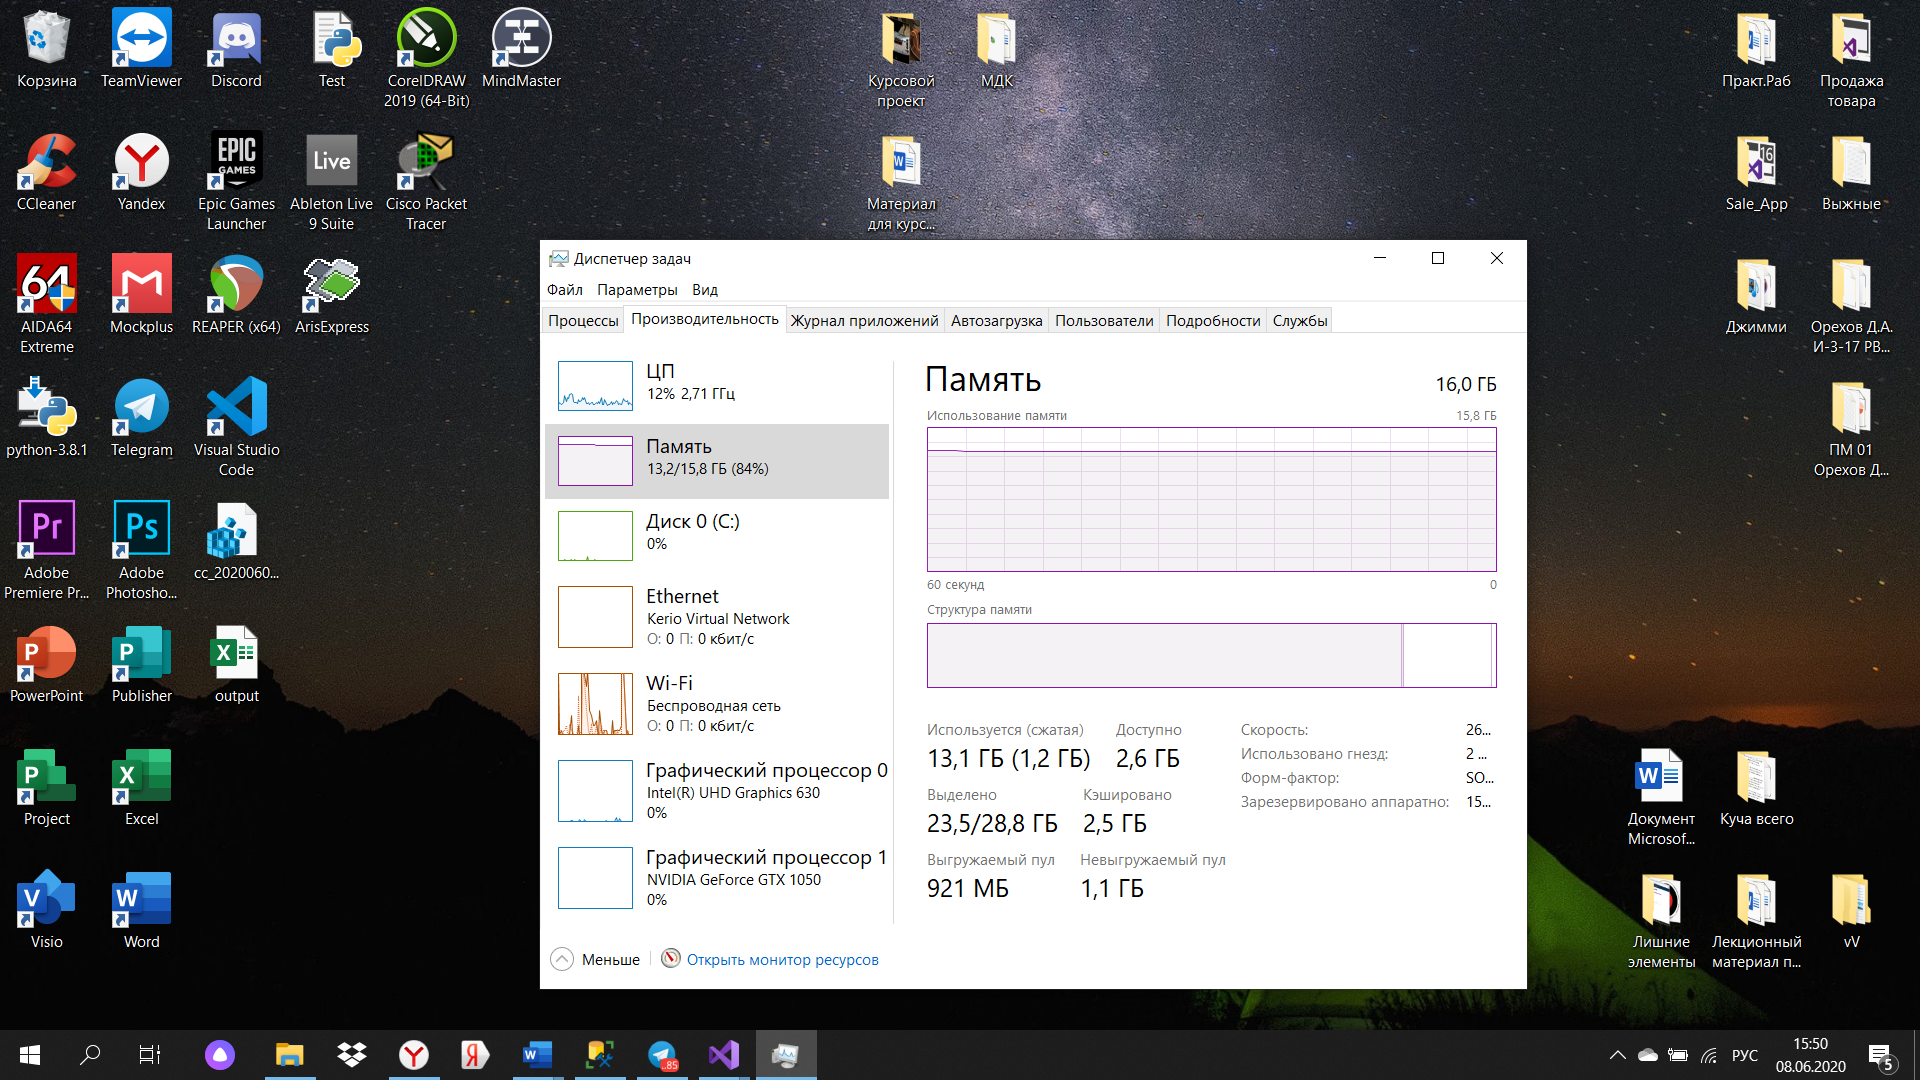 Корзина
TeamViewer
Discord
Test
CorelDRAW
2019 (64-Bit)
MindMaster
Курсовой
проект
МДК
Практ.Раб
Продажа
товара
CCleaner
Yandex
EPIC
GAMES
Epic Games
Launcher
Live
Ableton Live
9 Suite
Cisco Packet
Tracer
Материал
для курс...
16
Sale_App
Выжные
64
AIDA64
Extreme
Mockplus
REAPER (x64)
ArisExpress
Джимми
Орехов Д.А.
И-3-17 РВ...
python-3.8.1
Telegram
Visual Studio
Code
ПМ 01
Орехов Д...
Pr
Adobe
Premiere Pr...
Ps
Adobe
Photosho...
cc_2020060...
P
PowerPoint
P
Publisher
X
output
P
Project
X
Excel
W
Документ
Microsof...
Куча всего
V
Visio
W
Word
Лишние
элементы
Лекционный
материал п...
vV
Диспетчер задач
Файл Параметры Вид
Процессы Производительность Журнал приложений Автозагрузка Пользователи Подробности Службы
ЦП
12% 2,71 ГГц
Память
13,2/15,8 ГБ (84%)
Диск 0 (C:)
0%
Ethernet
Kerio Virtual Network
О: 0 П: 0 кбит/с
Wi-Fi
Беспроводная сеть
О: 0 П: 0 кбит/с
Графический процессор 0
Intel(R) UHD Graphics 630
0%
Графический процессор 1
NVIDIA GeForce GTX 1050
0%
Память 16,0 ГБ
Использование памяти 15,8 ГБ
60 секунд 0
Структура памяти
Используется (сжатая) Доступно
13,1 ГБ (1,2 ГБ) 2,6 ГБ
Выделено Кэшировано
23,5/28,8 ГБ 2,5 ГБ
Выгружаемый пул Невыгружаемый пул
921 МБ 1,1 ГБ
Скорость: 26...
Использовано гнезд: 2 ...
Форм-фактор: SO...
Зарезервировано аппаратно: 15...
Меньше Открыть монитор ресурсов
Y
Я
W
..85
РУС
15:50
08.06.2020
5